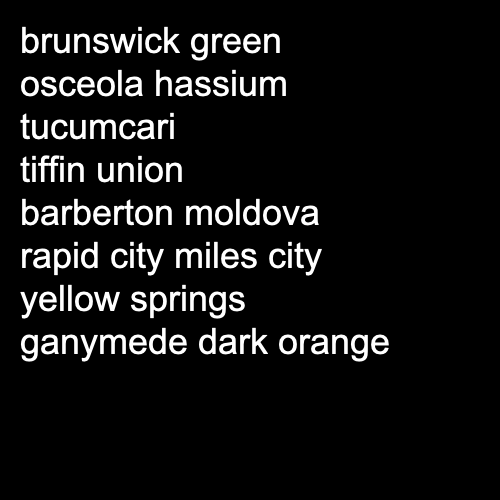 brunswick green
osceola hassium
tucumcari
tiffin union
barberton moldova
rapid city miles city
yellow springs
ganymede dark orange